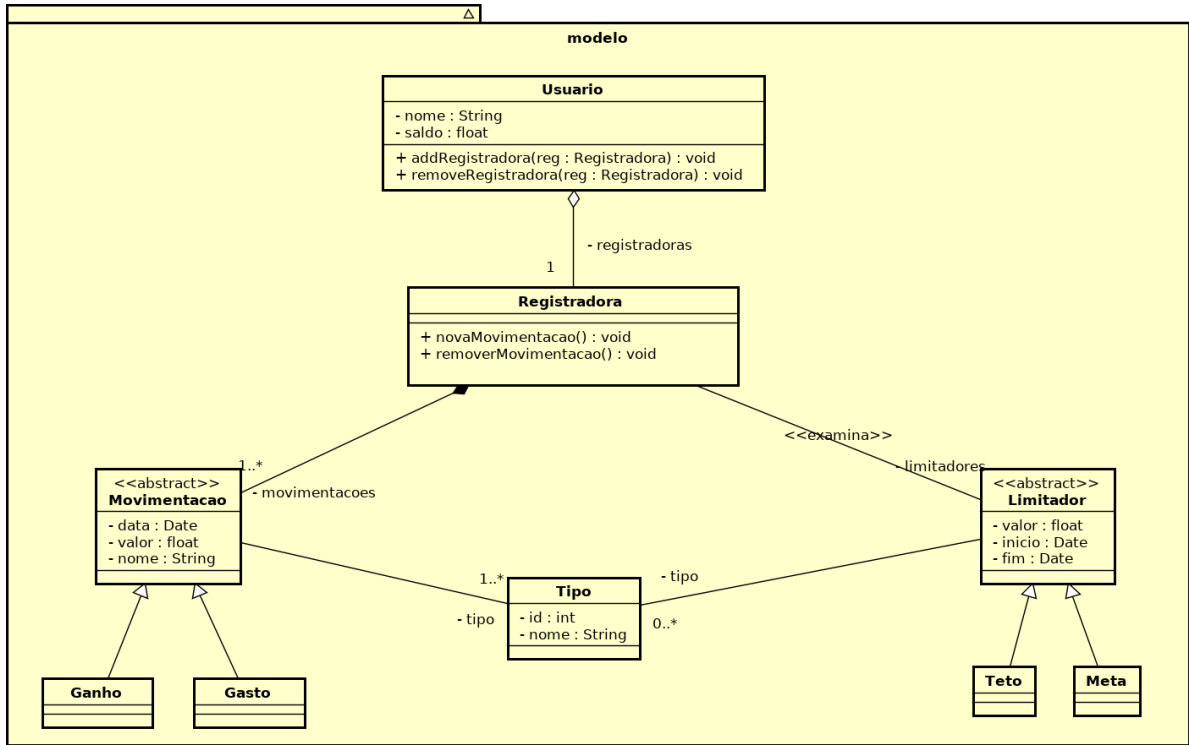 modelo
Usuario
- nome : String
- saldo : float
+ addRegistradora(reg : Registradora) : void
+ removeRegistradora(reg : Registradora) : void
- registradoras
1
Registradora
+ novaMovimentacao() : void
+ removerMovimentacao() : void
<<examina>>
1..*
- limitadores
<<abstract>>
Movimentacao
- data : Date
- valor : float
- nome : String
- movimentacoes
<<abstract>>
Limitador
- valor : float
- inicio : Date
- fim : Date
1..*
- tipo
Tipo
- id : int
- nome : String
- tipo
0..*
Ganho
Gasto
Teto
Meta